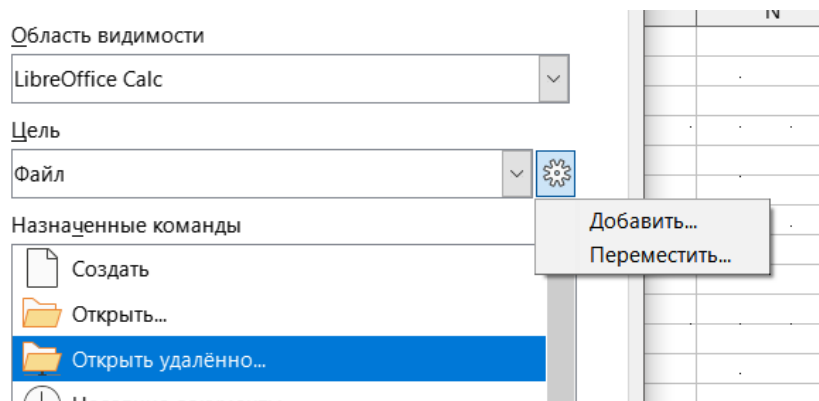 N
Область видимости
LibreOffice Calc
Цель
Файл
Добавить...
Назначенные команды
Переместить...
Создать
Открыть...
Открыть удалённо...